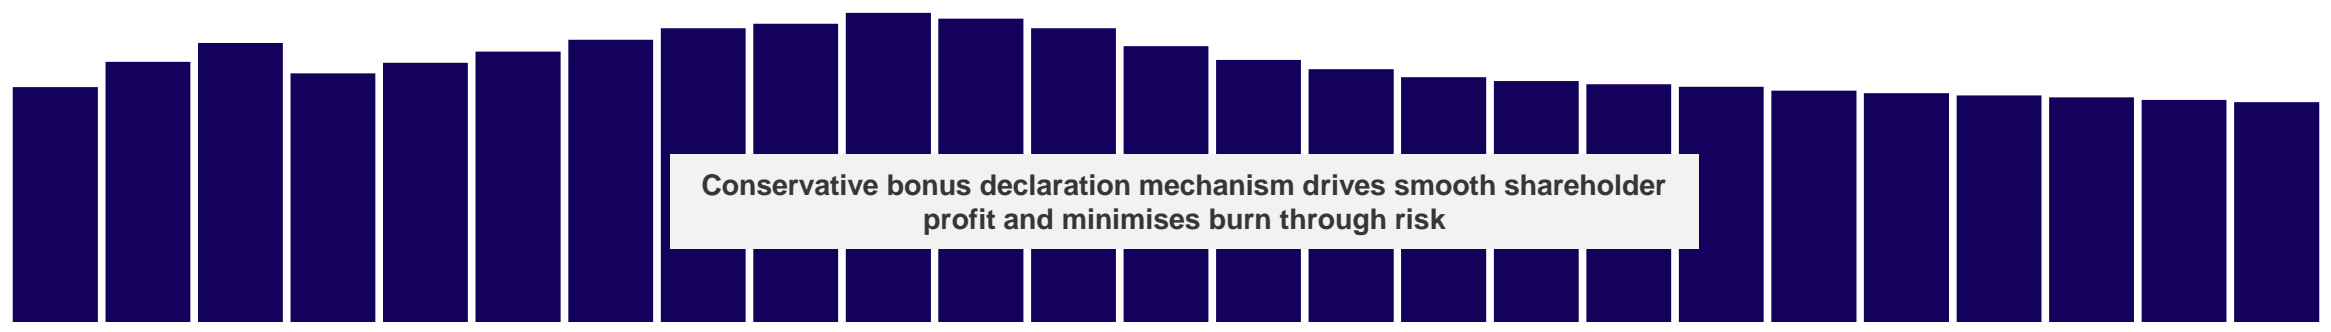 Conservative bonus declaration mechanism drives smooth shareholder
profit and minimises burn through risk